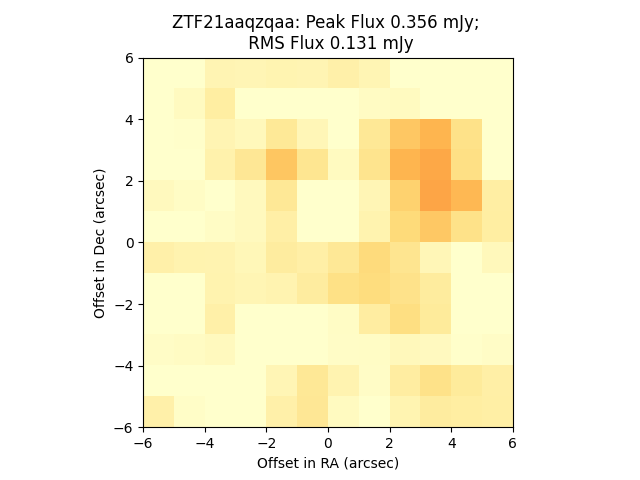 ZTF21aaqzqaa: Peak Flux 0.356 mJy;
RMS Flux 0.131 mJy
6
4
2
0
−2
−4
−6
Offset in Dec (arcsec)
−6 −4 −2 0 2 4 6
Offset in RA (arcsec)